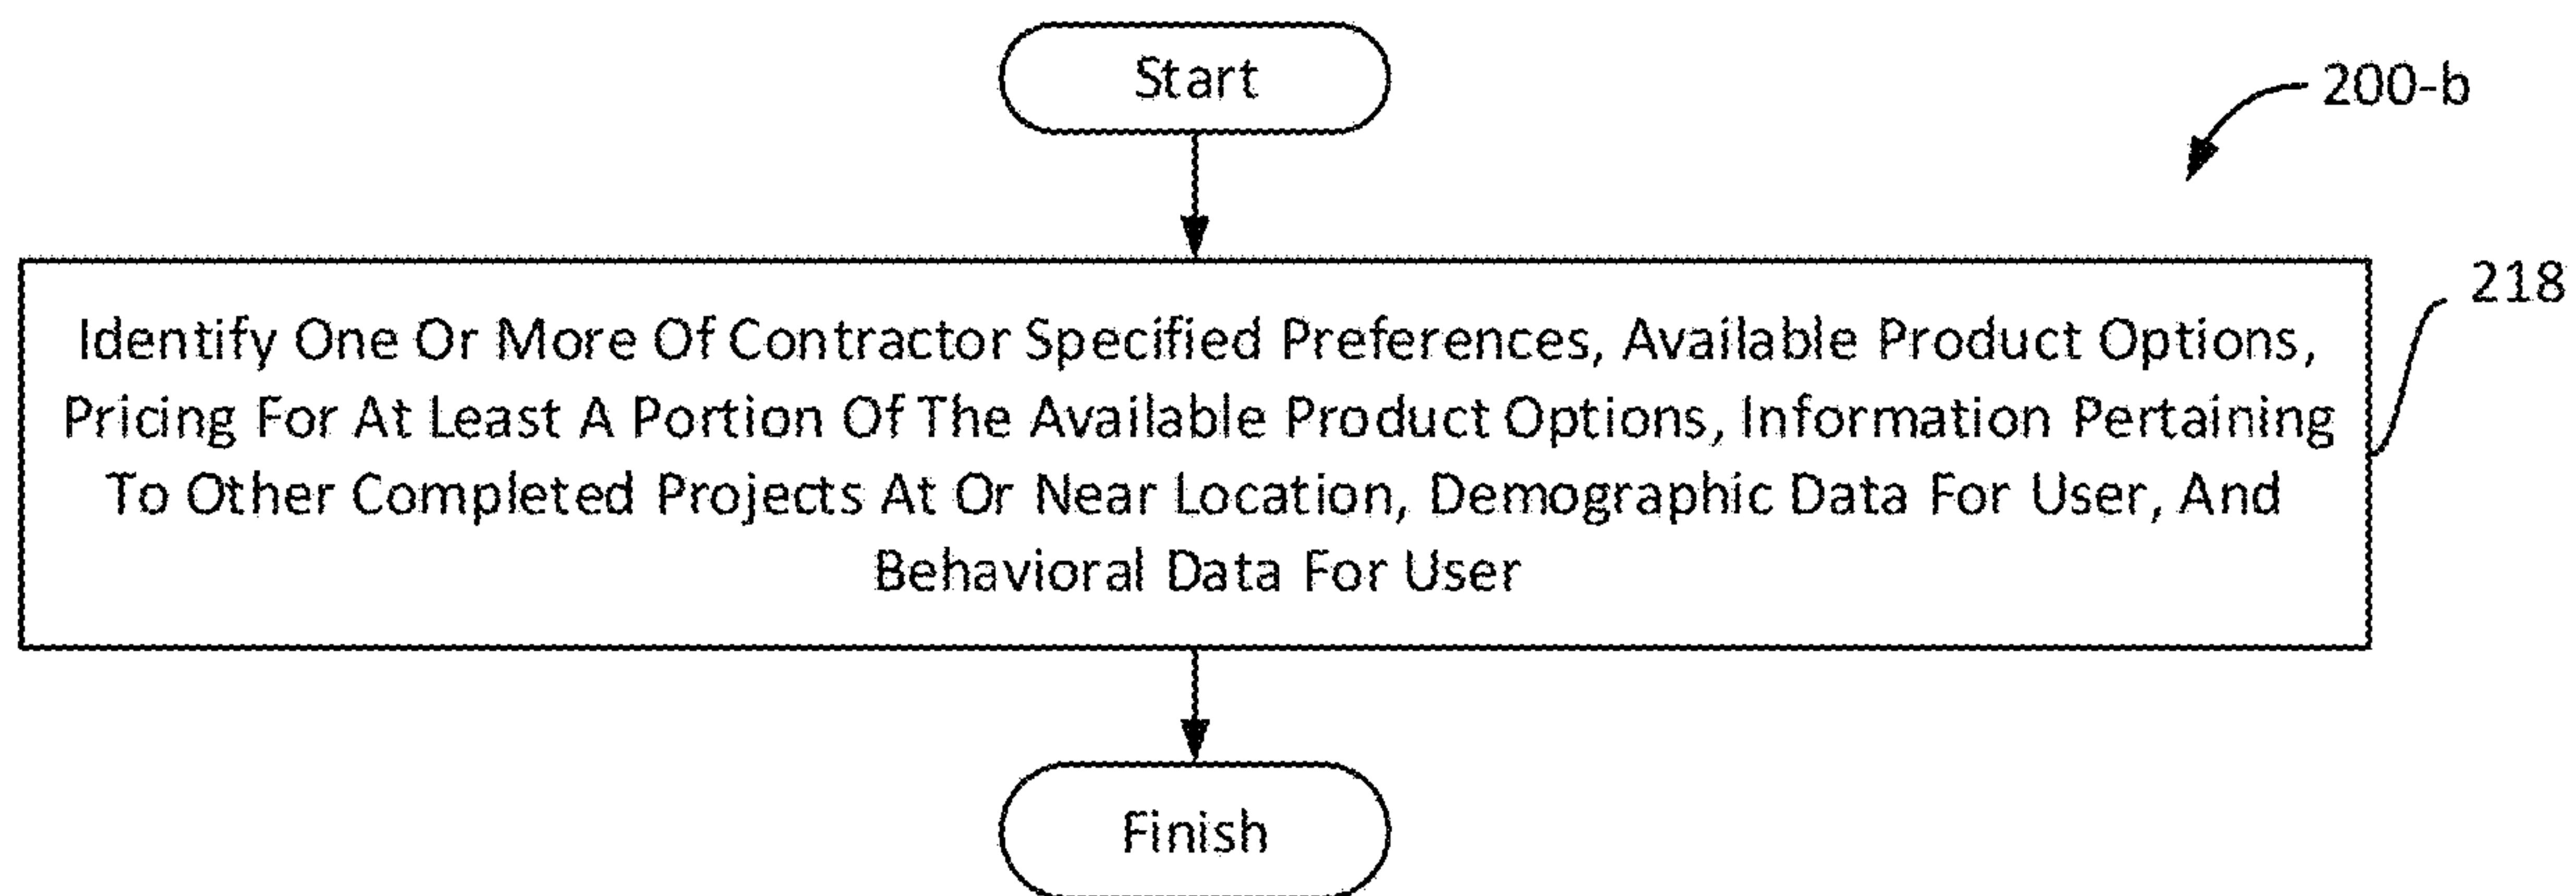 Start
200-b
218
Identify One Or More Of Contractor Specified Preferences, Available Product Options,
Pricing For At Least A Portion Of The Available Product Options, Information Pertaining
To Other Completed Projects At Or Near Location, Demographic Data For User, And
Behavioral Data For User
Finish